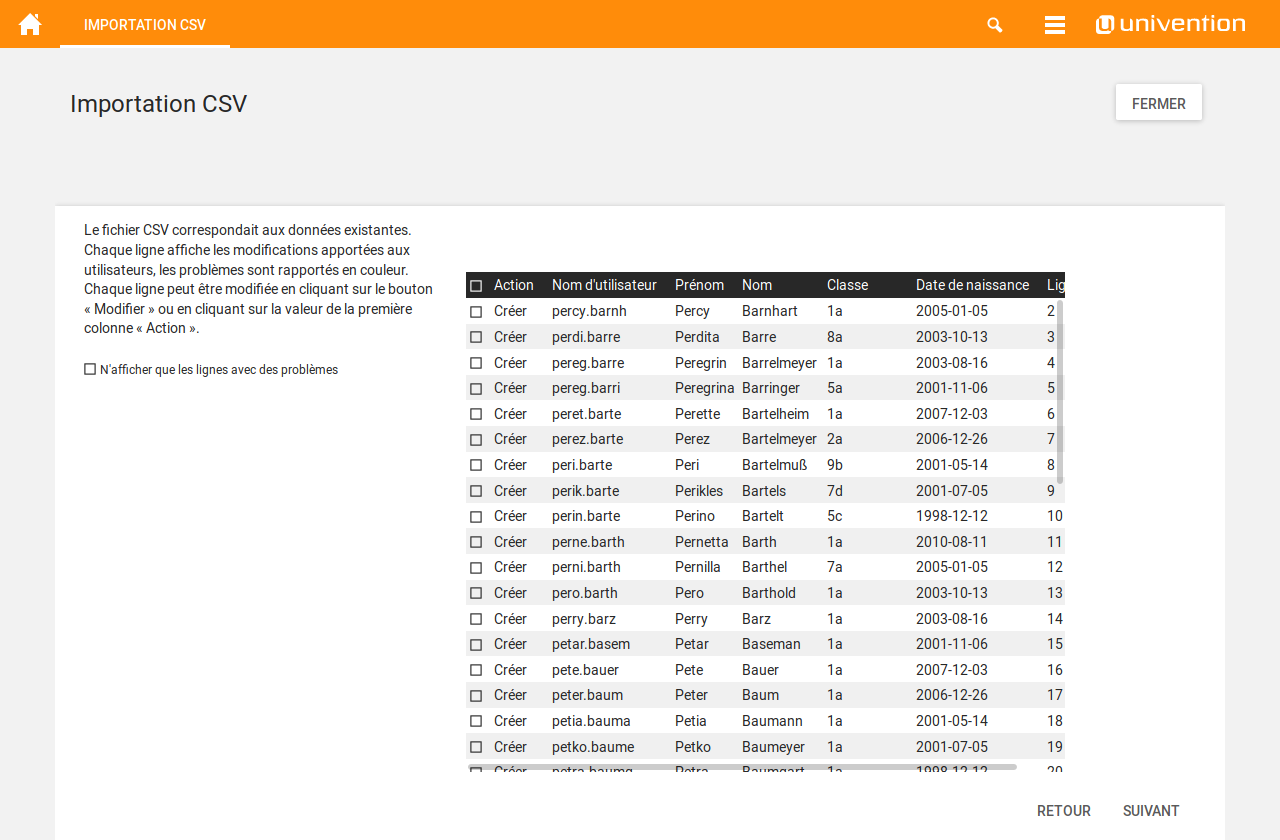 IMPORTATION CSV
univention
Importation CSV
FERMER
Le fichier CSV correspondait aux données existantes.
Chaque ligne affiche les modifications apportées aux
utilisateurs, les problèmes sont rapportés en couleur.
Chaque ligne peut être modifiée en cliquant sur le bouton
« Modifier » ou en cliquant sur la valeur de la première
colonne « Action ».
N'afficher que les lignes avec des problèmes
Action Nom d'utilisateur Prénom Nom Classe Date de naissance Lig
Créer percy.barnh Percy Barnhart 1a 2005-01-05 2
Créer perdi.barre Perdita Barre 8a 2003-10-13 3
Créer pereg.barre Peregrin Barrelmeyer 1a 2003-08-16 4
Créer pereg.barri Peregrina Barringer 5a 2001-11-06 5
Créer peret.barte Perette Bartelheim 1a 2007-12-03 6
Créer perez.barte Perez Bartelmeyer 2a 2006-12-26 7
Créer peri.barte Peri Bartelmuß 9b 2001-05-14 8
Créer perik.barte Perikles Bartels 7d 2001-07-05 9
Créer perin.barte Perino Bartelt 5c 1998-12-12 10
Créer perne.barth Pernetta Barth 1a 2010-08-11 11
Créer perni.barth Pernilla Barthel 7a 2005-01-05 12
Créer pero.barth Pero Barthold 1a 2003-10-13 13
Créer perry.barz Perry Barz 1a 2003-08-16 14
Créer petar.basem Petar Baseman 1a 2001-11-06 15
Créer pete.bauer Pete Bauer 1a 2007-12-03 16
Créer peter.baum Peter Baum 1a 2006-12-26 17
Créer petia.bauma Petia Baumann 1a 2001-05-14 18
Créer petko.baume Petko Baumeyer 1a 2001-07-05 19
Créer petra.baumg Petra Baumgart 1a 1998-12-12 20
RETOUR SUIVANT